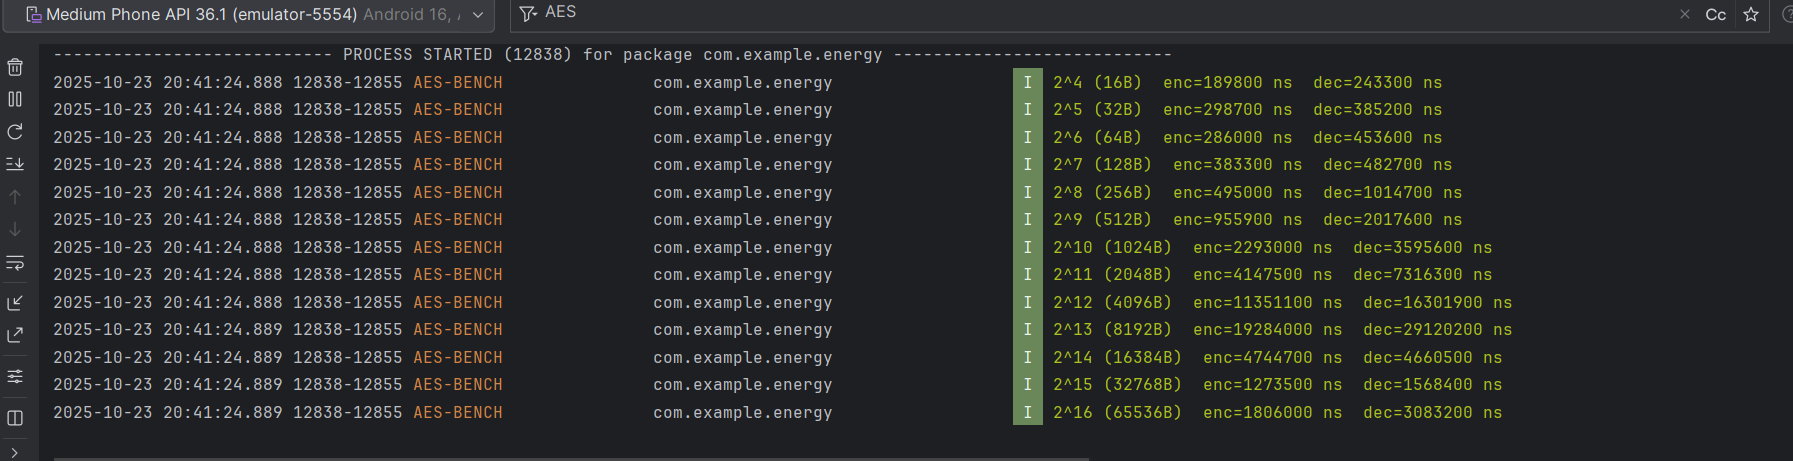 Medium Phone API 36.1 (emulator-5554) Android 16, AES Cc
---------------------------- PROCESS STARTED (12838) for package com.example.energy ----------------------------
2025-10-23 20:41:24.888 12838-12855 AES-BENCH com.example.energy I 2^4 (16B) enc=189800 ns dec=243300 ns
2025-10-23 20:41:24.888 12838-12855 AES-BENCH com.example.energy I 2^5 (32B) enc=298700 ns dec=385200 ns
2025-10-23 20:41:24.888 12838-12855 AES-BENCH com.example.energy I 2^6 (64B) enc=286000 ns dec=453600 ns
2025-10-23 20:41:24.888 12838-12855 AES-BENCH com.example.energy I 2^7 (128B) enc=383300 ns dec=482700 ns
2025-10-23 20:41:24.888 12838-12855 AES-BENCH com.example.energy I 2^8 (256B) enc=495000 ns dec=1014700 ns
2025-10-23 20:41:24.888 12838-12855 AES-BENCH com.example.energy I 2^9 (512B) enc=955900 ns dec=2017600 ns
2025-10-23 20:41:24.888 12838-12855 AES-BENCH com.example.energy I 2^10 (1024B) enc=2293000 ns dec=3595600 ns
2025-10-23 20:41:24.888 12838-12855 AES-BENCH com.example.energy I 2^11 (2048B) enc=4147500 ns dec=7316300 ns
2025-10-23 20:41:24.888 12838-12855 AES-BENCH com.example.energy I 2^12 (4096B) enc=11351100 ns dec=16301900 ns
2025-10-23 20:41:24.889 12838-12855 AES-BENCH com.example.energy I 2^13 (8192B) enc=19284000 ns dec=29120200 ns
2025-10-23 20:41:24.889 12838-12855 AES-BENCH com.example.energy I 2^14 (16384B) enc=4744700 ns dec=4660500 ns
2025-10-23 20:41:24.889 12838-12855 AES-BENCH com.example.energy I 2^15 (32768B) enc=1273500 ns dec=1568400 ns
2025-10-23 20:41:24.889 12838-12855 AES-BENCH com.example.energy I 2^16 (65536B) enc=1806000 ns dec=3083200 ns